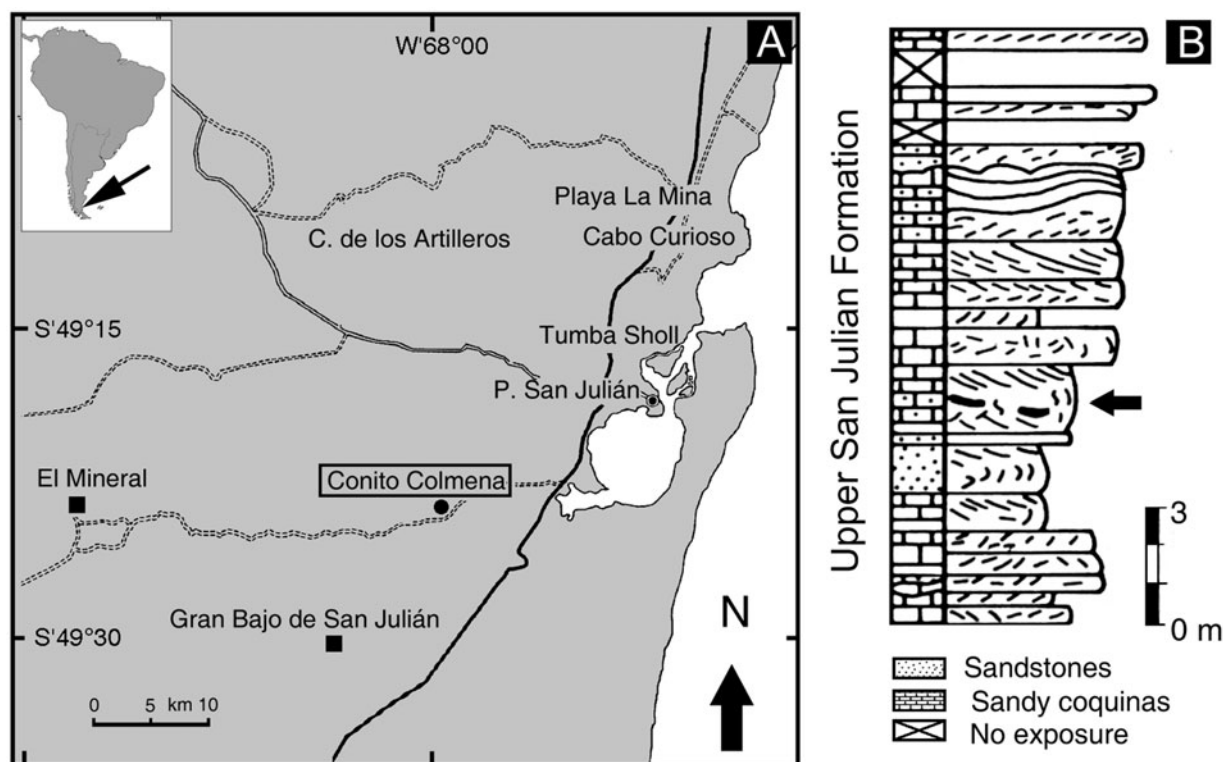 W'68°00
A
Playa La Mina
Cabo Curioso
C. de los Artilleros
S'49°15
Tumba Sholl
P. San Julián
El Mineral
Conito Colmena
Gran Bajo de San Julián
S'49°30
N
0 5 km 10
B
Upper San Julian Formation
3
0 m
Sandstones
Sandy coquinas
No exposure